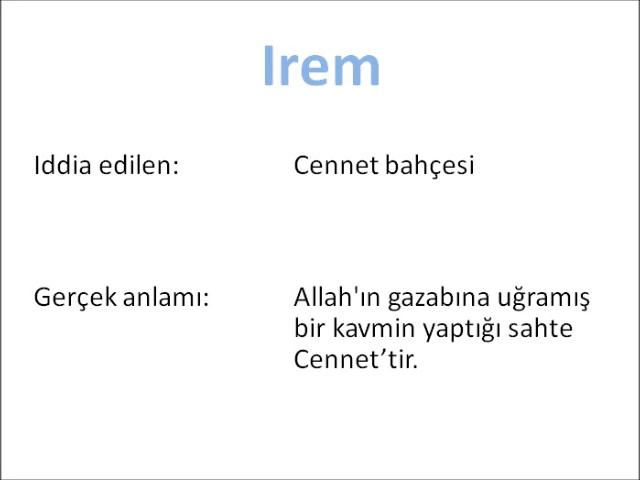 Irem
Iddia edilen: Cennet bahçesi
Gerçek anlamı: Allah'ın gazabına uğramış
bir kavmin yaptığı sahte
Cennet’tir.